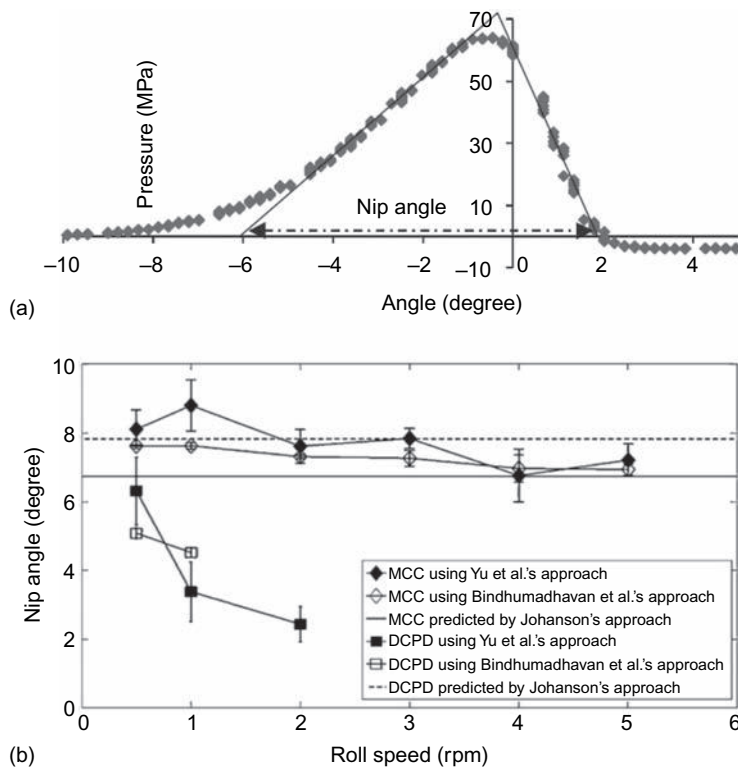 70
50
30
10
–10
Pressure (MPa)
Nip angle
–10 –8 –6 –4 –2 0 2 4
Angle (degree)
(a)
10
8
6
4
2
0
Nip angle (degree)
MCC using Yu et al.'s approach
MCC using Bindhumadhavan et al.'s approach
MCC predicted by Johanson's approach
DCPD using Yu et al.'s approach
DCPD using Bindhumadhavan et al.'s approach
DCPD predicted by Johanson's approach
0 1 2 3 4 5 6
Roll speed (rpm)
(b)